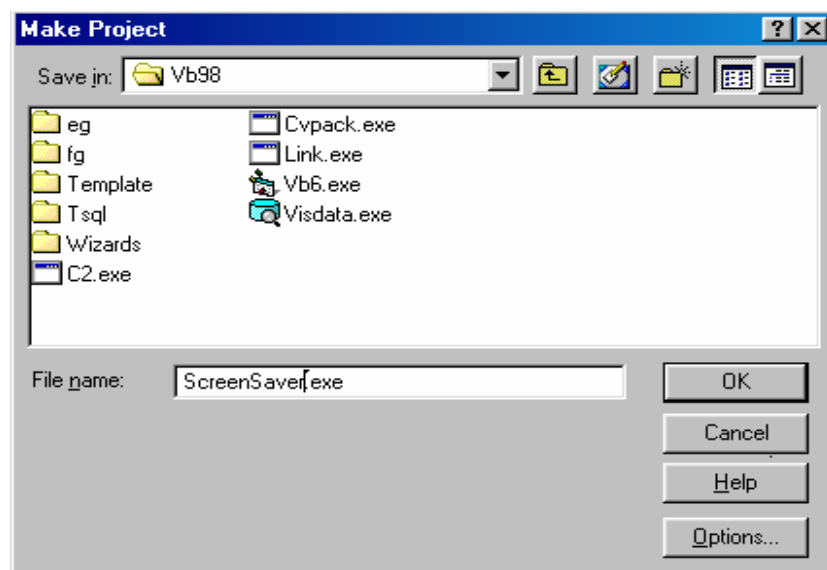 Make Project
Save in: Vb98
eg
fg
Template
Tsql
Wizards
C2.exe
Cvpack.exe
Link.exe
Vb6.exe
Visdata.exe
File name: ScreenSaver.exe
OK
Cancel
Help
Options...